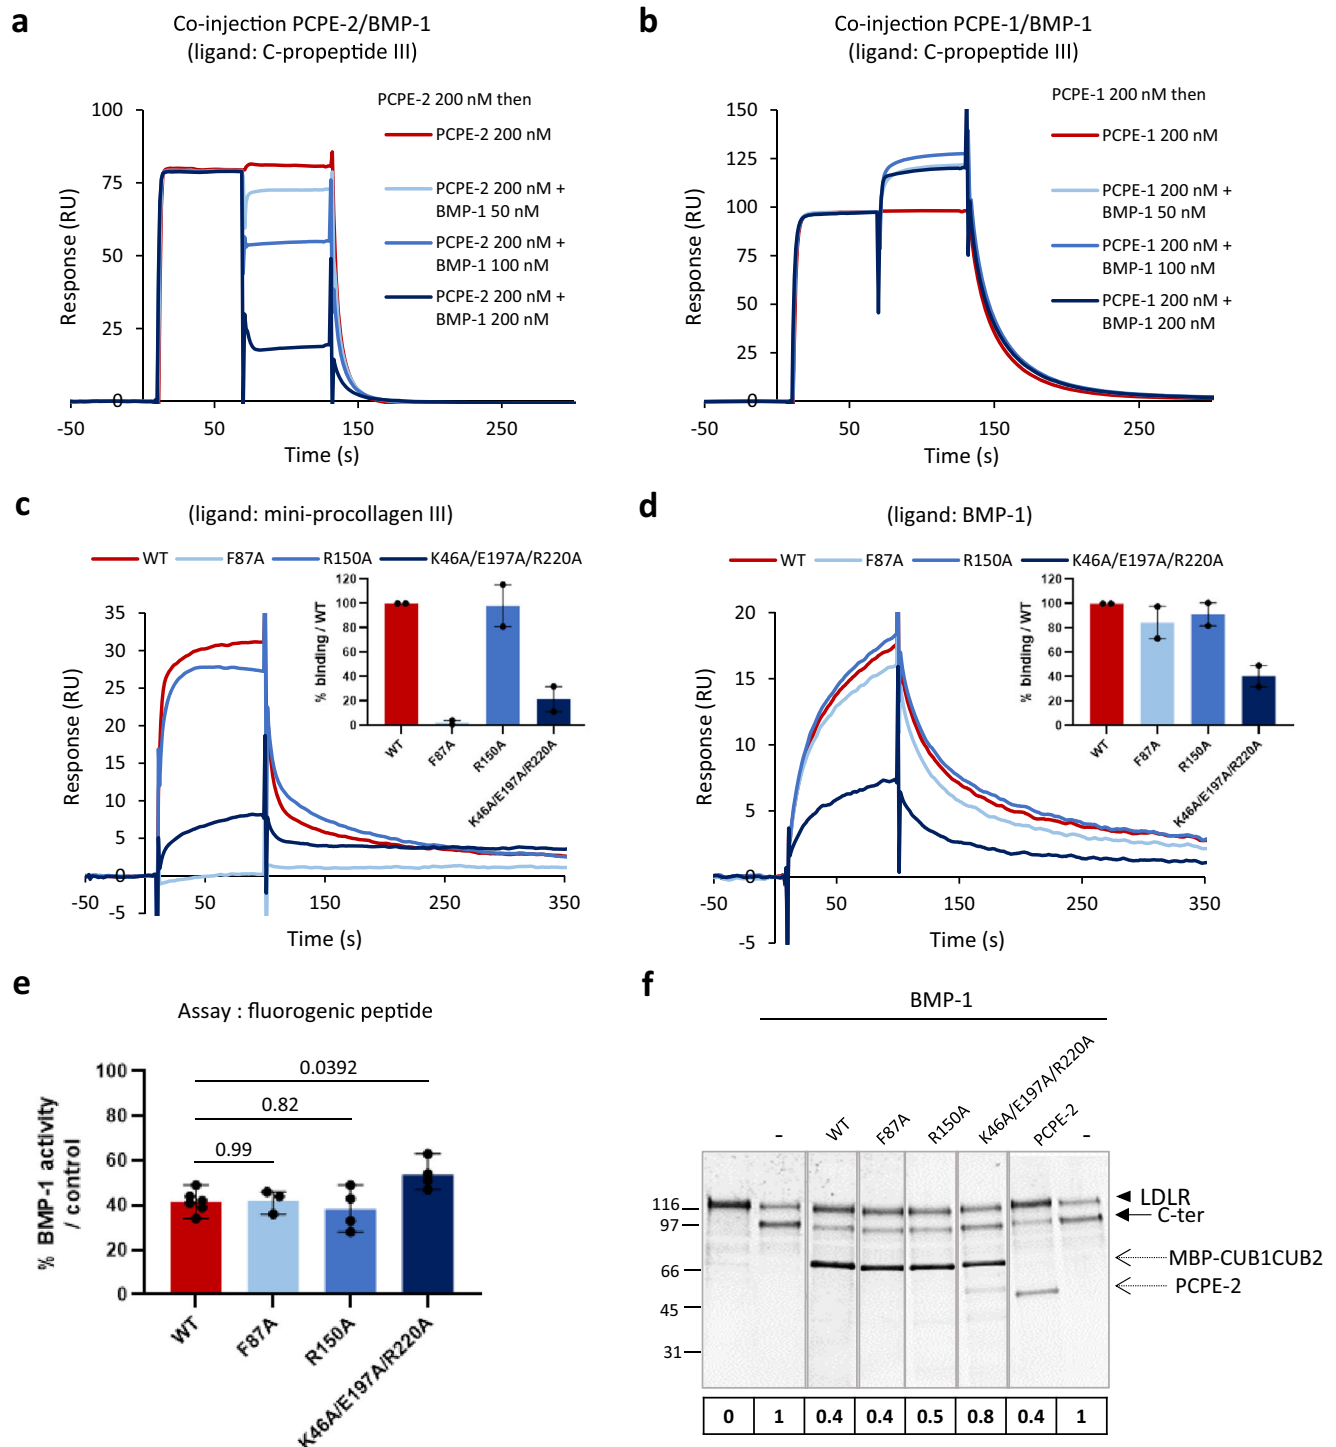 a
Co-injection PCPE-2/BMP-1
(ligand: C-propeptide III)
PCPE-2 200 nM then
PCPE-2 200 nM
PCPE-2 200 nM +
BMP-1 50 nM
PCPE-2 200 nM +
BMP-1 100 nM
PCPE-2 200 nM +
BMP-1 200 nM
Response (RU)
100
75
50
25
0
-50
50
150
250
Time (s)
b
Co-injection PCPE-1/BMP-1
(ligand: C-propeptide III)
PCPE-1 200 nM then
PCPE-1 200 nM
PCPE-1 200 nM +
BMP-1 50 nM
PCPE-1 200 nM +
BMP-1 100 nM
PCPE-1 200 nM +
BMP-1 200 nM
Response (RU)
150
125
100
75
50
25
0
-50
50
150
250
Time (s)
c
(ligand: mini-procollagen III)
WT F87A R150A K46A/E197A/R220A
Response (RU)
35
30
25
20
15
10
5
0
-5
-50
50
150
250
350
Time (s)
% binding / WT
120
100
80
60
40
20
0
WT
F87A
R150A
K46A/E197A/R220A
d
(ligand: BMP-1)
WT F87A R150A K46A/E197A/R220A
Response (RU)
20
15
10
5
0
-5
-50
50
150
250
350
Time (s)
% binding / WT
120
100
80
60
40
20
0
WT
F87A
R150A
K46A/E197A/R220A
e
Assay : fluorogenic peptide
% BMP-1 activity
/ control
100
80
60
40
20
0
0.0392
0.82
0.99
WT
F87A
R150A
K46A/E197A/R220A
f
BMP-1
- WT F87A R150A K46A/E197A/R220A PCPE-2 -
116
97
66
45
31
LDLR
C-ter
MBP-CUB1CUB2
PCPE-2
0 1 0.4 0.4 0.5 0.8 0.4 1